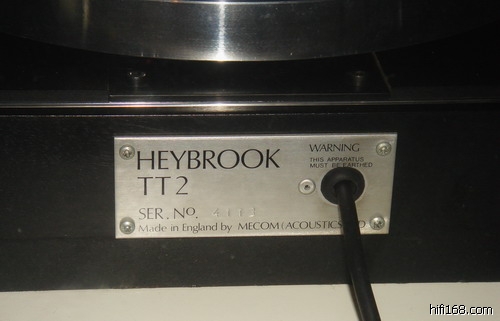 HEYBROOK
TT2
WARNING
THIS APPARATUS
MUST BE EARTHED
SER. NO.
Made in England by MECOM (ACOUSTICS)
hifi168.com